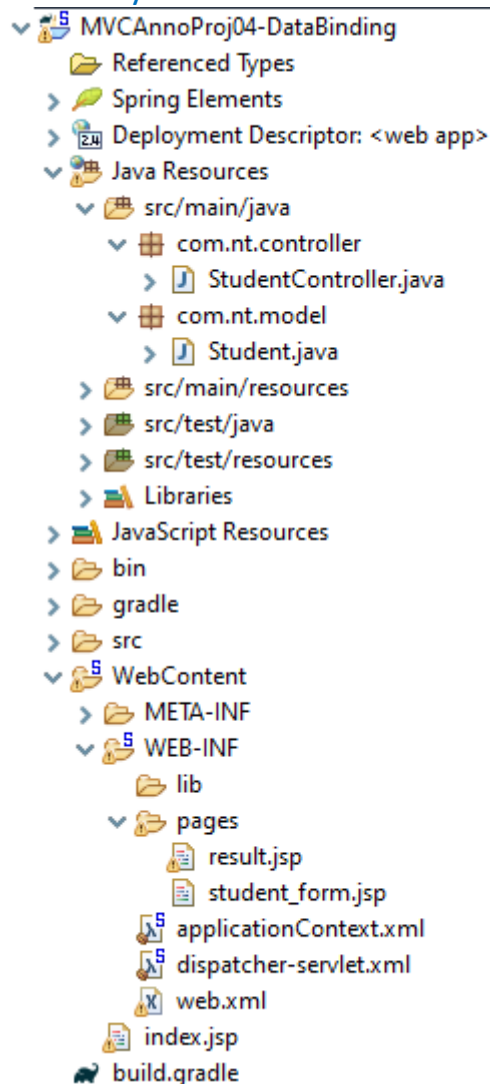 MVCAnnoProj04-DataBinding
Referenced Types
Spring Elements
Deployment Descriptor: <web app>
Java Resources
src/main/java
com.nt.controller
StudentController.java
com.nt.model
Student.java
src/main/resources
src/test/java
src/test/resources
Libraries
JavaScript Resources
bin
gradle
src
WebContent
META-INF
WEB-INF
lib
pages
result.jsp
student_form.jsp
applicationContext.xml
dispatcher-servlet.xml
web.xml
index.jsp
build.gradle